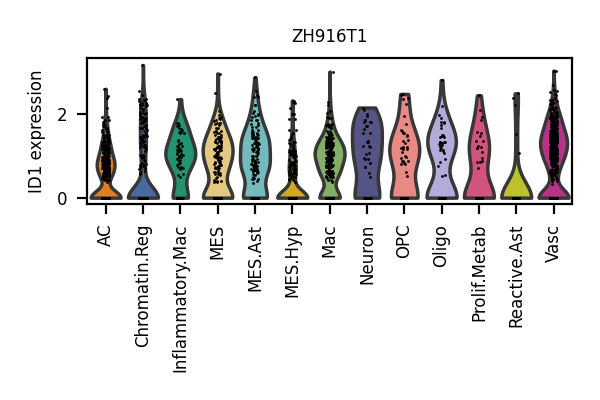 ZH916T1
ID1 expression
2
0
AC
Chromatin.Reg
Inflammatory.Mac
MES
MES.Ast
MES.Hyp
Mac
Neuron
OPC
Oligo
Prolif.Metab
Reactive.Ast
Vasc